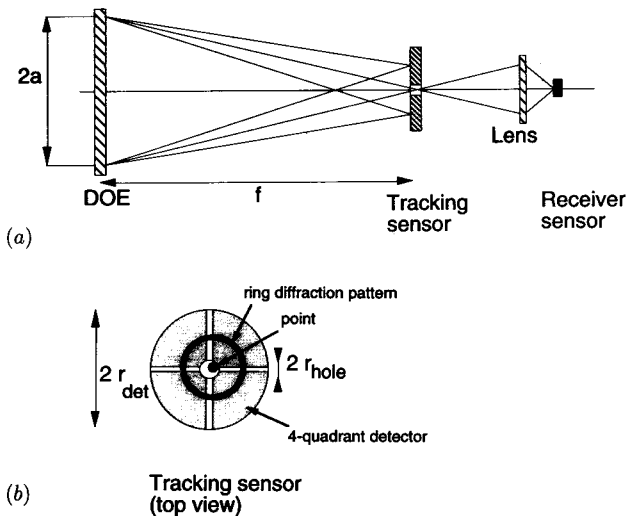 2a
DOE
f
Lens
Tracking
sensor
Receiver
sensor
(a)
ring diffraction pattern
point
2 r det
2 r hole
4-quadrant detector
(b)
Tracking sensor
(top view)